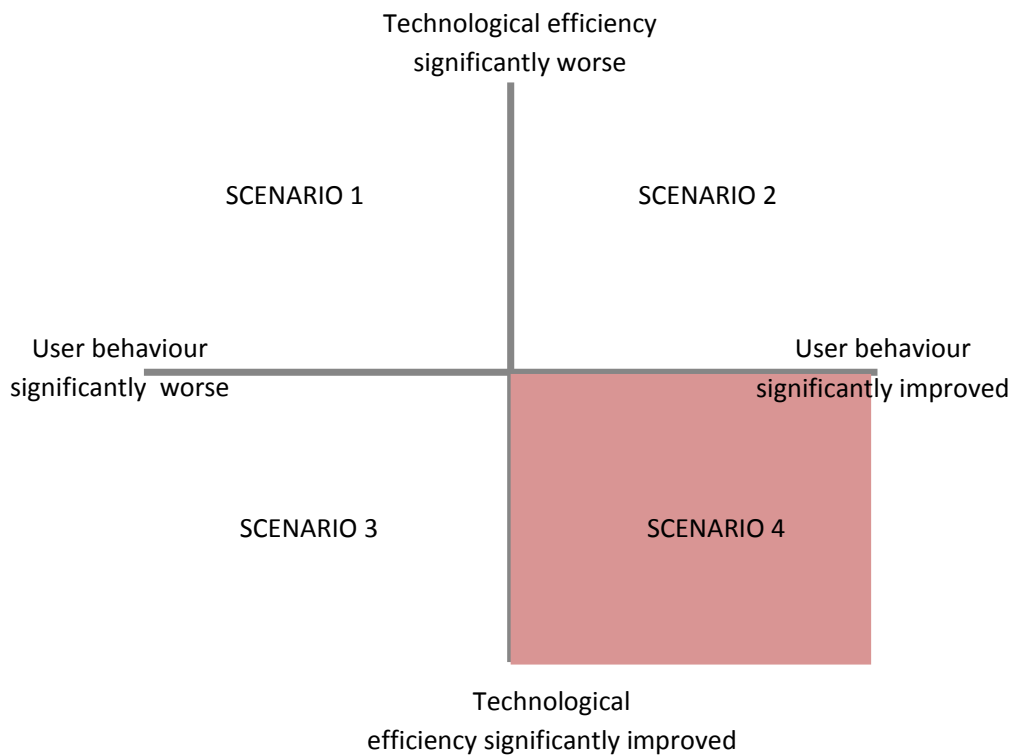 Technological efficiency
significantly worse
SCENARIO 1
SCENARIO 2
User behaviour
significantly  worse
User behaviour
significantly improved
SCENARIO 3
SCENARIO 4
Technological
efficiency significantly improved